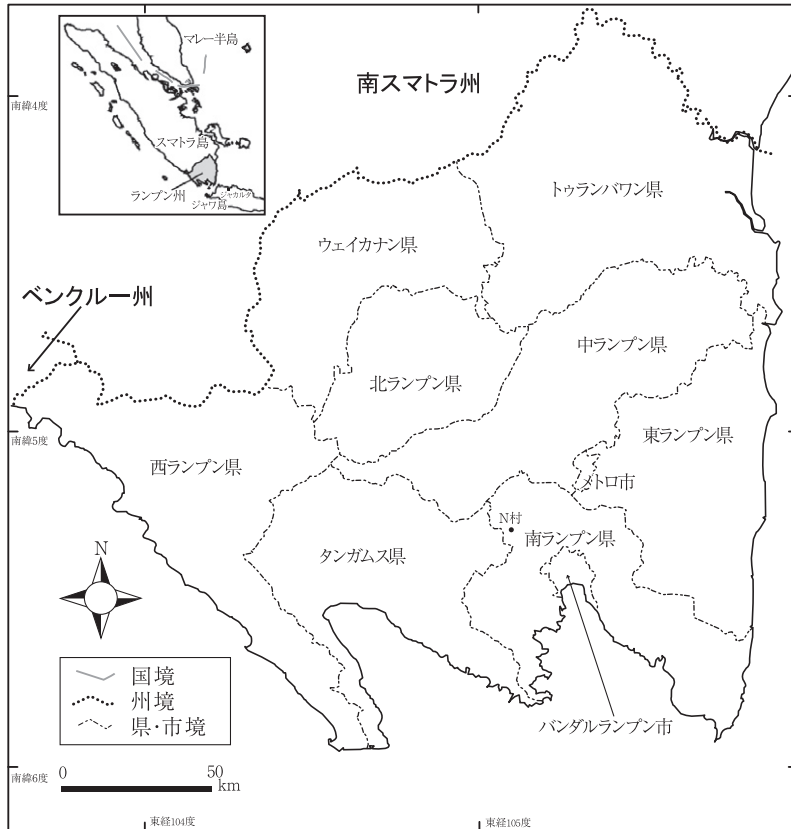 マレー半島
スマトラ島
ランプン州
ジャカルタ
ジャワ島
南緯4度
南スマトラ州
トゥランバワン県
ウェイカナン県
ベンクルー州
中ランプン県
北ランプン県
東ランプン県
南緯5度
西ランプン県
メトロ市
N村
南ランプン県
タンガムス県
N
国境
州境
県・市境
バンダルランプン市
0 50
km
南緯6度
東経104度
東経105度